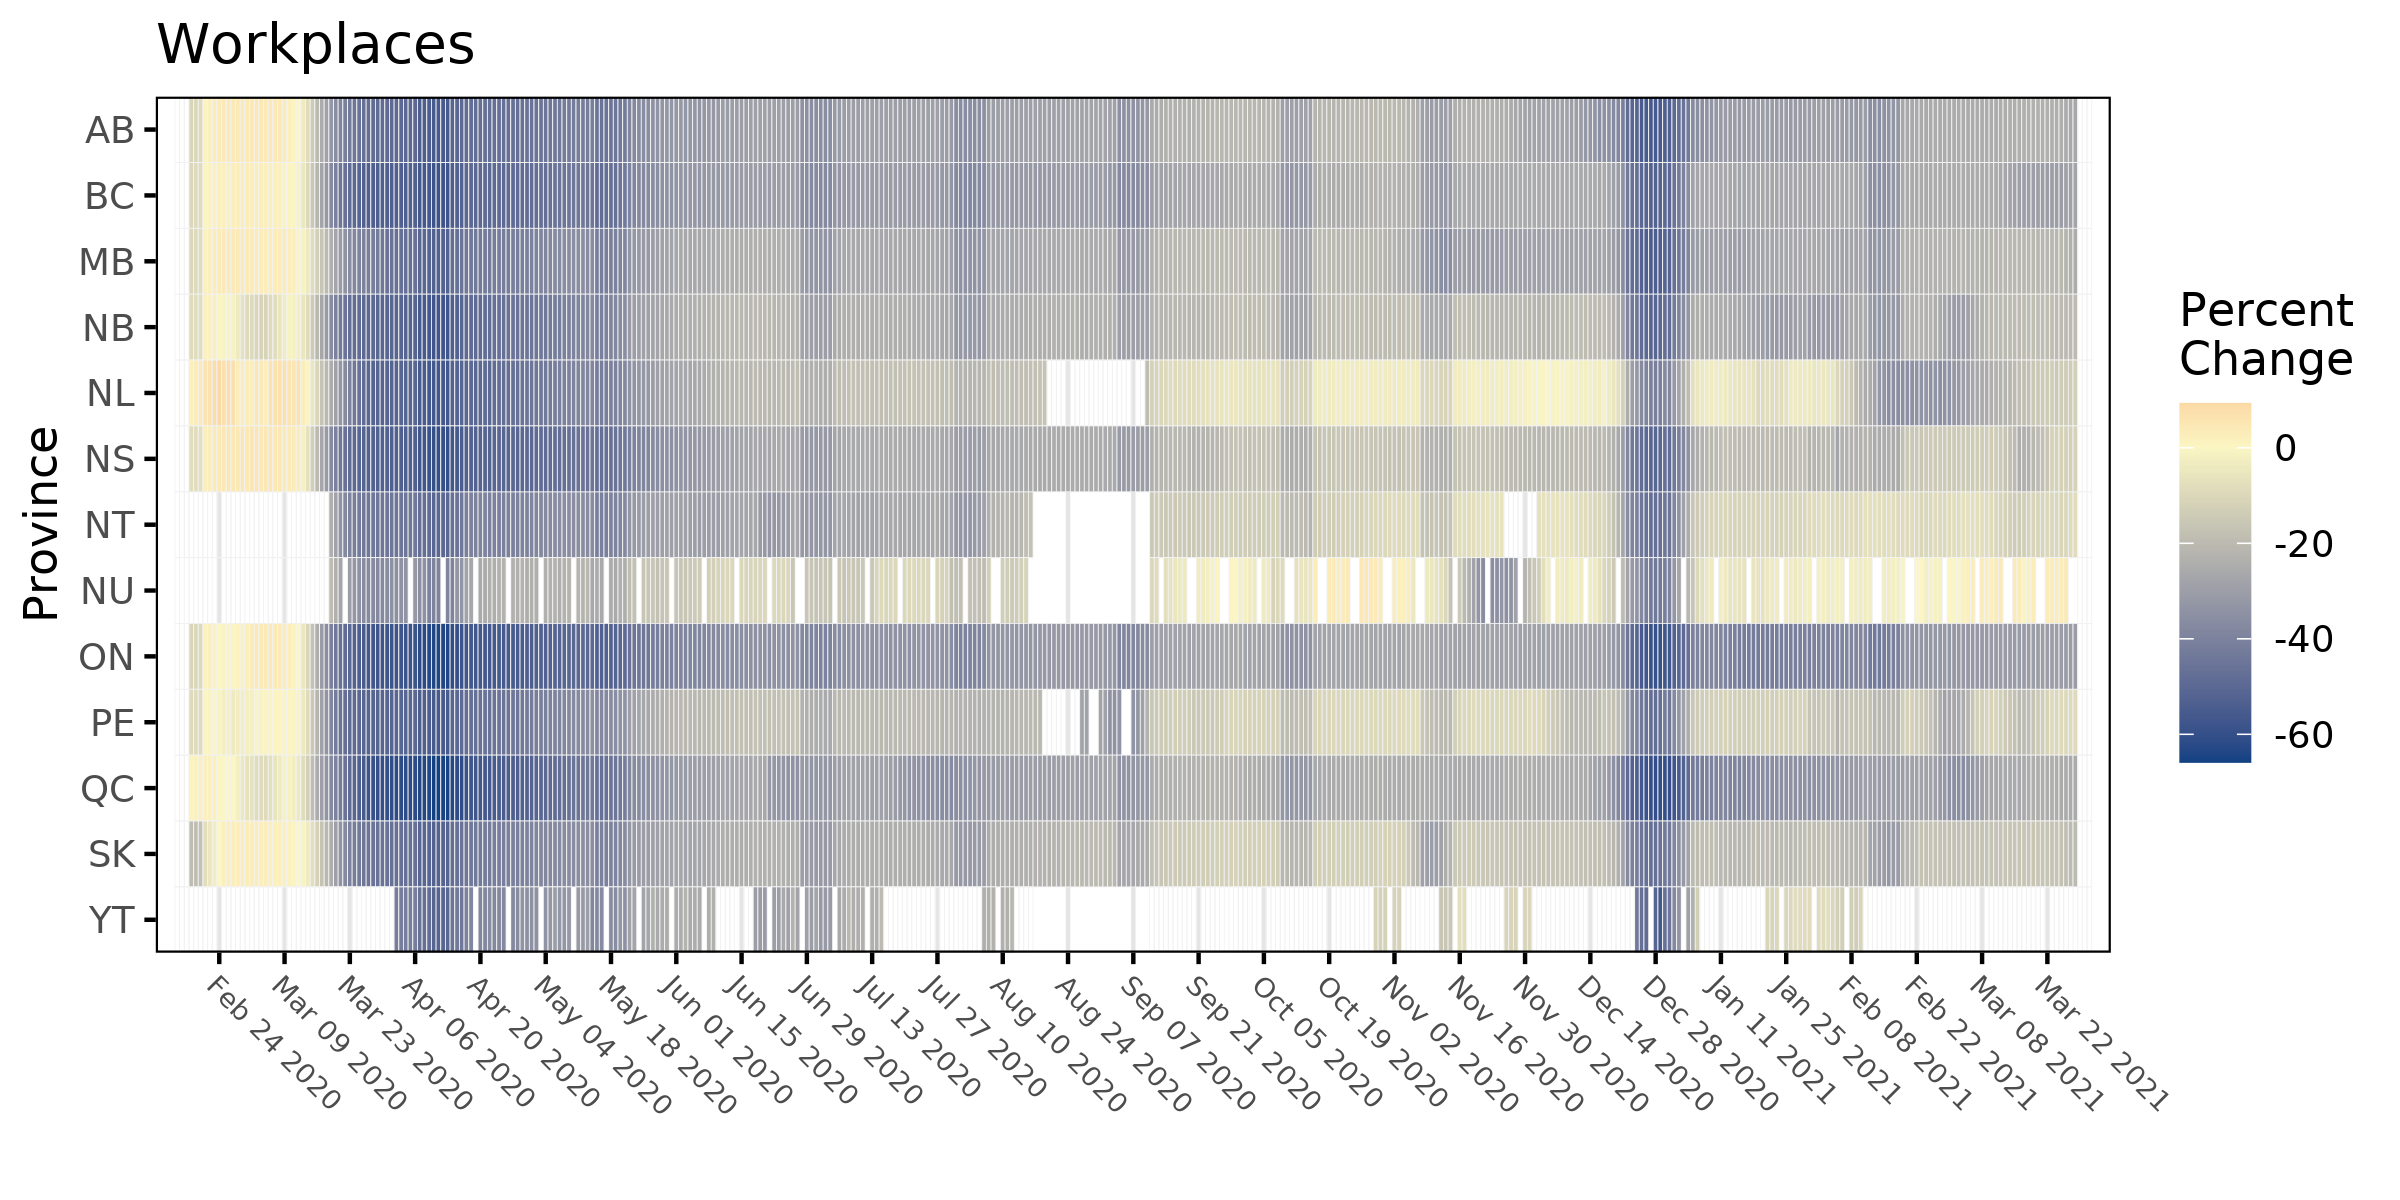 Workplaces
Province
AB
BC
MB
NB
NL
NS
NT
NU
ON
PE
QC
SK
YT
Feb 24 2020
Mar 09 2020
Mar 23 2020
Apr 06 2020
Apr 20 2020
May 04 2020
May 18 2020
Jun 01 2020
Jun 15 2020
Jun 29 2020
Jul 13 2020
Jul 27 2020
Aug 10 2020
Aug 24 2020
Sep 07 2020
Sep 21 2020
Oct 05 2020
Oct 19 2020
Nov 02 2020
Nov 16 2020
Nov 30 2020
Dec 14 2020
Dec 28 2020
Jan 11 2021
Jan 25 2021
Feb 08 2021
Feb 22 2021
Mar 08 2021
Mar 22 2021
Percent
Change
0
-20
-40
-60